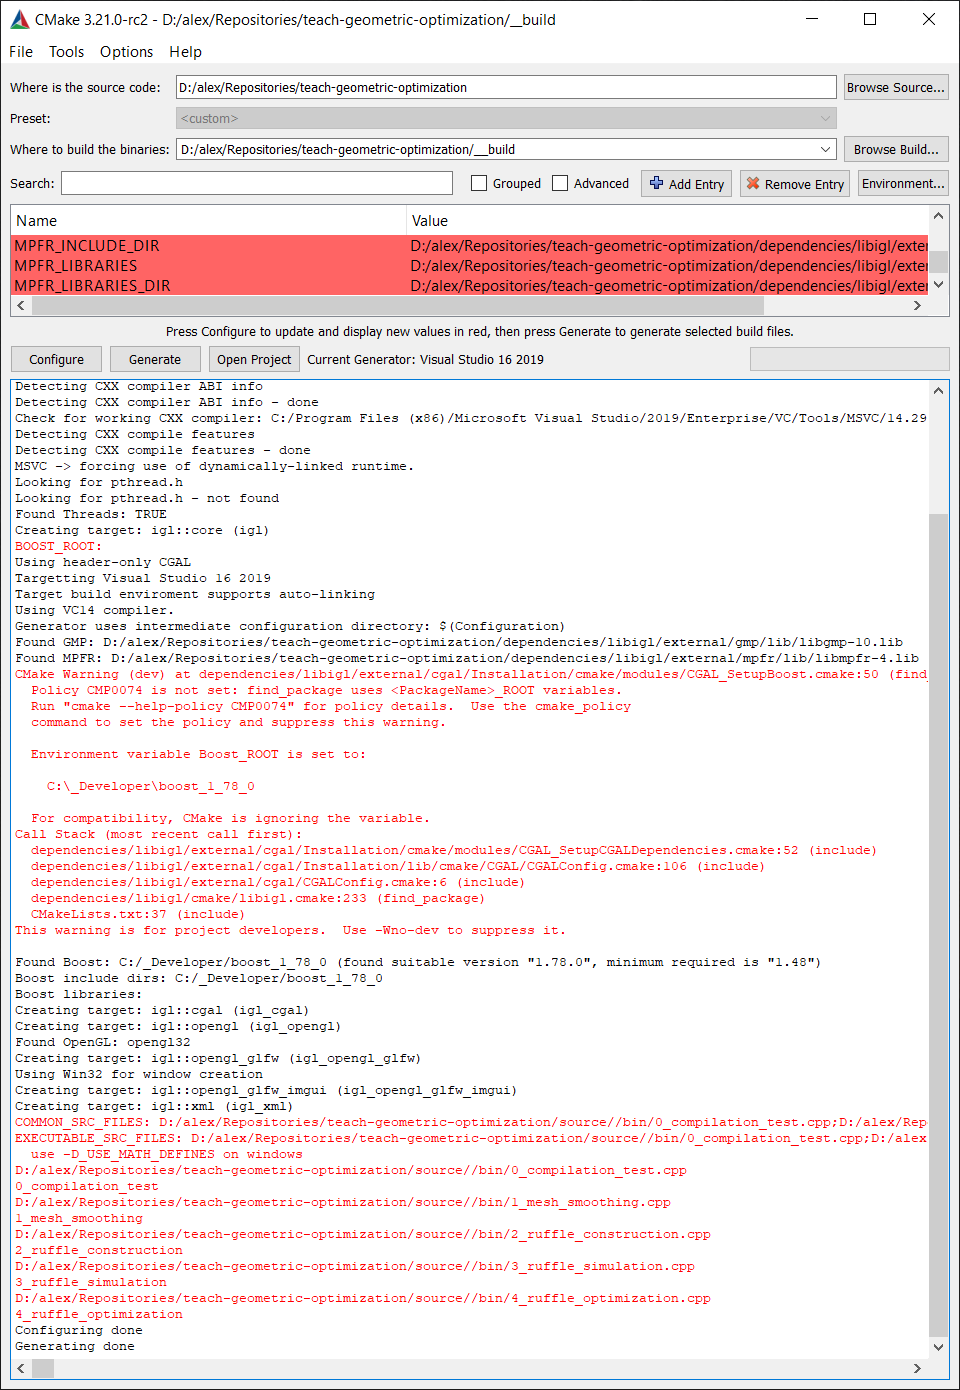 CMake 3.21.0-rc2 - D:/alex/Repositories/teach-geometric-optimization/__build
File Tools Options Help
Where is the source code: D:/alex/Repositories/teach-geometric-optimization Browse Source...
Preset: <custom>
Where to build the binaries: D:/alex/Repositories/teach-geometric-optimization/__build Browse Build...
Search: Grouped Advanced Add Entry Remove Entry Environment...
Name Value
MPFR_INCLUDE_DIR D:/alex/Repositories/teach-geometric-optimization/dependencies/libigl/exter
MPFR_LIBRARIES D:/alex/Repositories/teach-geometric-optimization/dependencies/libigl/exter
MPFR_LIBRARIES_DIR D:/alex/Repositories/teach-geometric-optimization/dependencies/libigl/exter
Press Configure to update and display new values in red, then press Generate to generate selected build files.
Configure Generate Open Project Current Generator: Visual Studio 16 2019
Detecting CXX compiler ABI info
Detecting CXX compiler ABI info - done
Check for working CXX compiler: C:/Program Files (x86)/Microsoft Visual Studio/2019/Enterprise/VC/Tools/MSVC/14.29
Detecting CXX compile features
Detecting CXX compile features - done
MSVC -> forcing use of dynamically-linked runtime.
Looking for pthread.h
Looking for pthread.h - not found
Found Threads: TRUE
Creating target: igl::core (igl)
BOOST_ROOT:
Using header-only CGAL
Targetting Visual Studio 16 2019
Target build enviroment supports auto-linking
Using VC14 compiler.
Generator uses intermediate configuration directory: $(Configuration)
Found GMP: D:/alex/Repositories/teach-geometric-optimization/dependencies/libigl/external/gmp/lib/libgmp-10.lib
Found MPFR: D:/alex/Repositories/teach-geometric-optimization/dependencies/libigl/external/mpfr/lib/libmpfr-4.lib
CMake Warning (dev) at dependencies/libigl/external/cgal/Installation/cmake/modules/CGAL_SetupBoost.cmake:50 (find_
Policy CMP0074 is not set: find_package uses <PackageName>_ROOT variables.
Run "cmake --help-policy CMP0074" for policy details. Use the cmake_policy
command to set the policy and suppress this warning.
Environment variable Boost_ROOT is set to:
C:\_Developer\boost_1_78_0
For compatibility, CMake is ignoring the variable.
Call Stack (most recent call first):
dependencies/libigl/external/cgal/Installation/cmake/modules/CGAL_SetupCGALDependencies.cmake:52 (include)
dependencies/libigl/external/cgal/Installation/lib/cmake/CGAL/CGALConfig.cmake:106 (include)
dependencies/libigl/external/cgal/CGALConfig.cmake:6 (include)
dependencies/libigl/cmake/libigl.cmake:233 (find_package)
CMakeLists.txt:37 (include)
This warning is for project developers. Use -Wno-dev to suppress it.
Found Boost: C:/_Developer/boost_1_78_0 (found suitable version "1.78.0", minimum required is "1.48")
Boost include dirs: C:/_Developer/boost_1_78_0
Boost libraries:
Creating target: igl::cgal (igl_cgal)
Creating target: igl::opengl (igl_opengl)
Found OpenGL: opengl32
Creating target: igl::opengl_glfw (igl_opengl_glfw)
Using Win32 for window creation
Creating target: igl::opengl_glfw_imgui (igl_opengl_glfw_imgui)
Creating target: igl::xml (igl_xml)
COMMON_SRC_FILES: D:/alex/Repositories/teach-geometric-optimization/source//bin/0_compilation_test.cpp;D:/alex/Rep
EXECUTABLE_SRC_FILES: D:/alex/Repositories/teach-geometric-optimization/source//bin/0_compilation_test.cpp;D:/alex
use -D_USE_MATH_DEFINES on windows
D:/alex/Repositories/teach-geometric-optimization/source//bin/0_compilation_test.cpp
0_compilation_test
D:/alex/Repositories/teach-geometric-optimization/source//bin/1_mesh_smoothing.cpp
1_mesh_smoothing
D:/alex/Repositories/teach-geometric-optimization/source//bin/2_ruffle_construction.cpp
2_ruffle_construction
D:/alex/Repositories/teach-geometric-optimization/source//bin/3_ruffle_simulation.cpp
3_ruffle_simulation
D:/alex/Repositories/teach-geometric-optimization/source//bin/4_ruffle_optimization.cpp
4_ruffle_optimization
Configuring done
Generating done